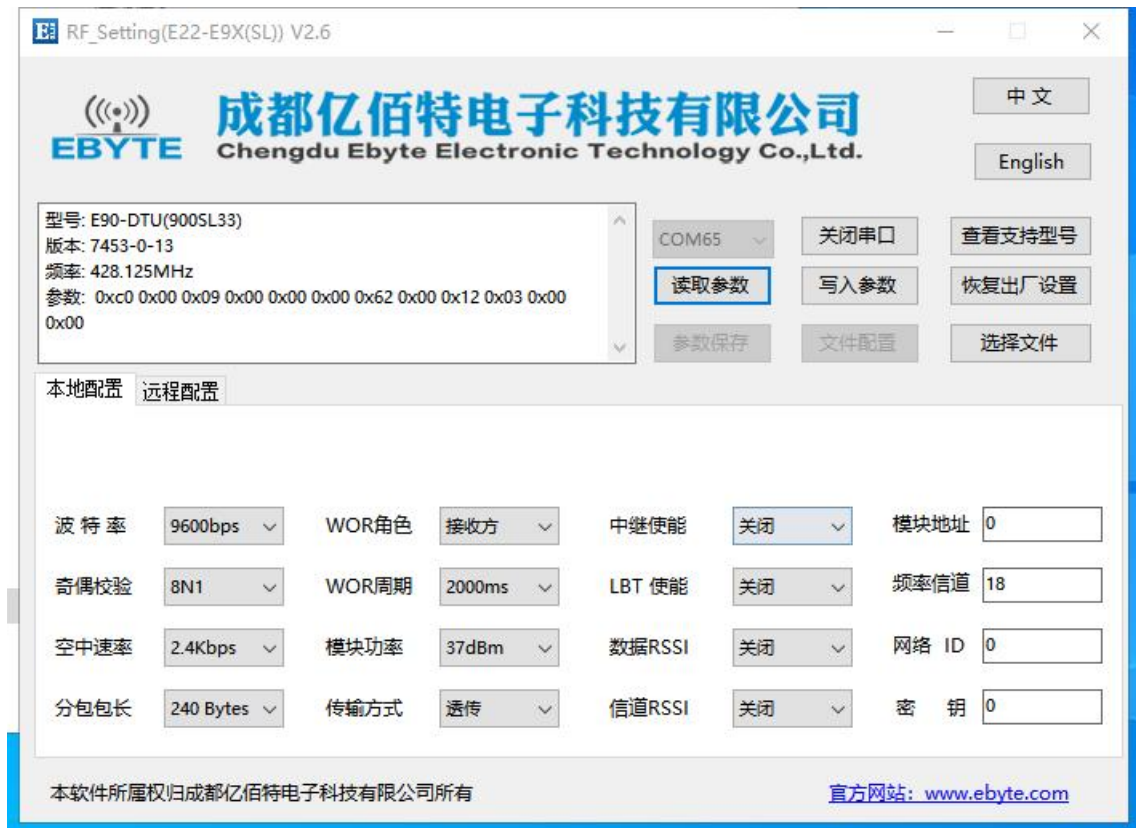 RF_Setting(E22-E9X(SL)) V2.6
EBYTE
成都亿佰特电子科技有限公司
Chengdu Ebyte Electronic Technology Co.,Ltd.
中 文
English
型号: E90-DTU(900SL33)
版本: 7453-0-13
频率: 428.125MHz
参数: 0xc0 0x00 0x09 0x00 0x00 0x00 0x62 0x00 0x12 0x03 0x00
0x00
COM65 关闭串口 查看支持型号
读取参数 写入参数 恢复出厂设置
参数保存 文件配置 选择文件
本地配置 远程配置
波 特 率 9600bps WOR角色 接收方 中继使能 关闭 模块地址 0
奇偶校验 8N1 WOR周期 2000ms LBT 使能 关闭 频率信道 18
空中速率 2.4Kbps 模块功率 37dBm 数据RSSI 关闭 网络 ID 0
分包包长 240 Bytes 传输方式 透传 信道RSSI 关闭 密 钥 0
本软件所属权归成都亿佰特电子科技有限公司所有 官方网站：www.ebyte.com